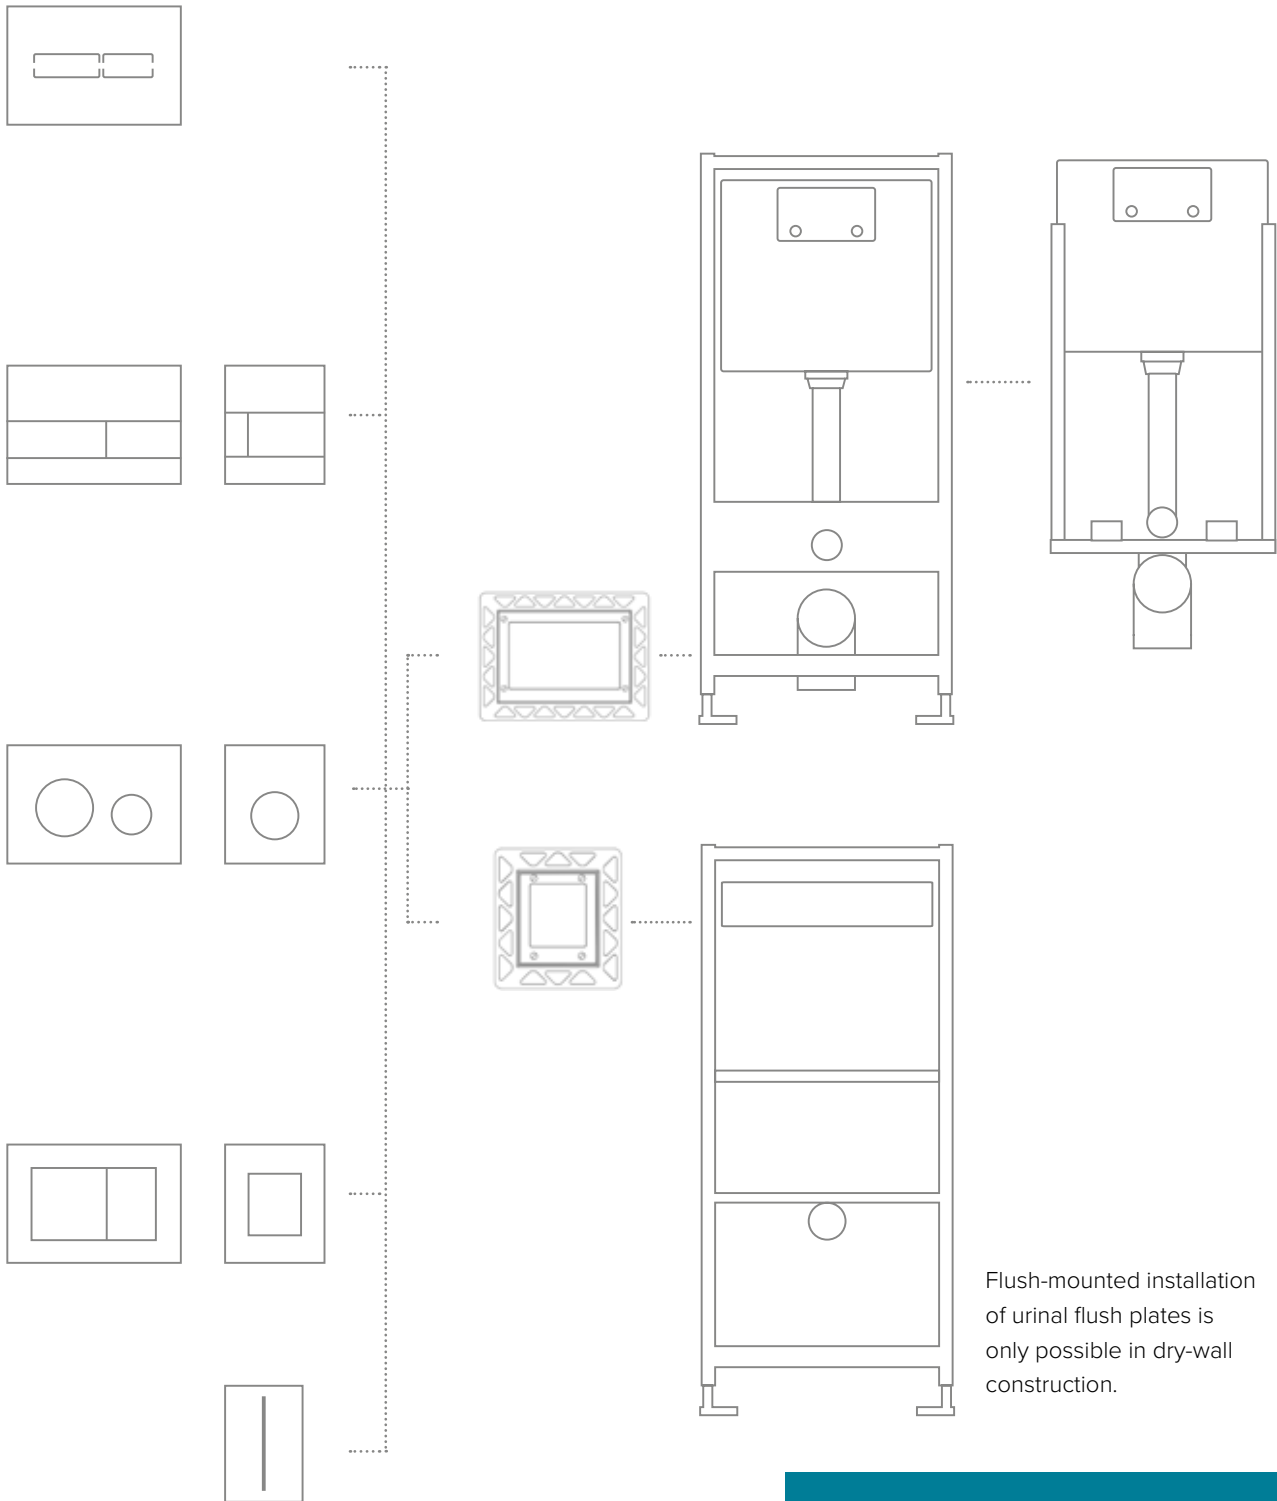 Flush-mounted installation
of urinal flush plates is
only possible in dry-wall
construction.